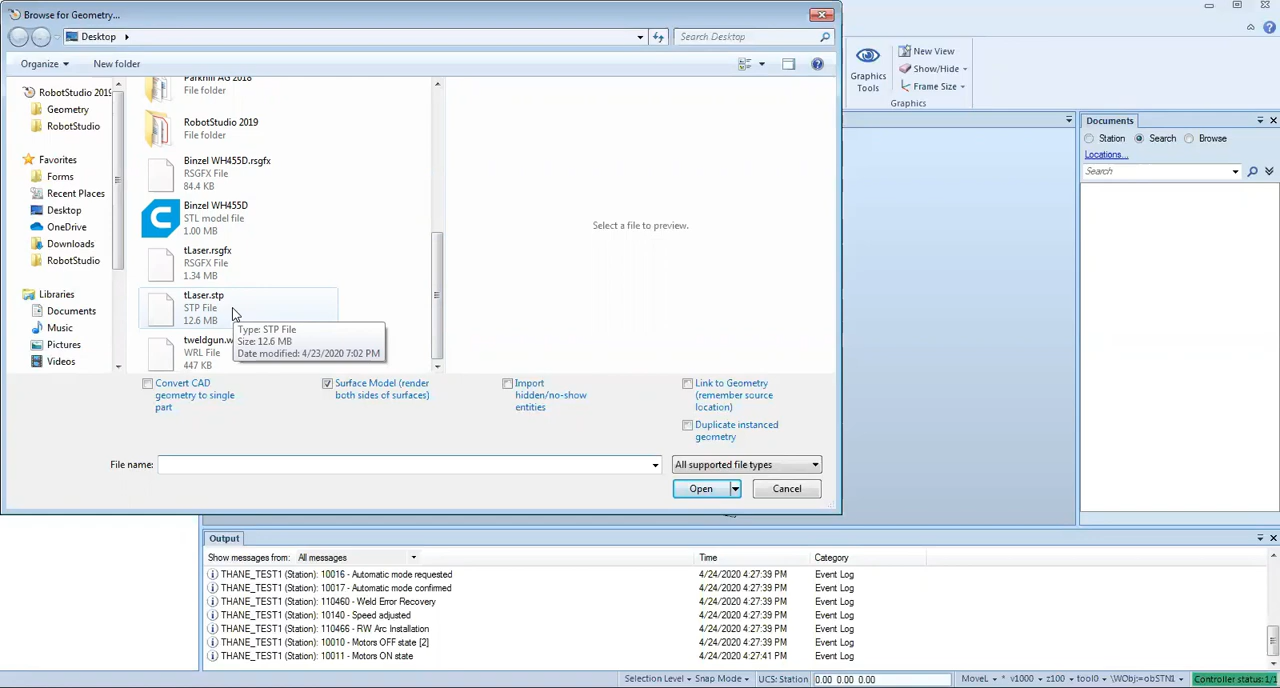 Browse for Geometry...
Desktop
Search Desktop
Organize
New folder
RobotStudio 2019
Geometry
RobotStudio
Favorites
Forms
Recent Places
Desktop
OneDrive
Downloads
RobotStudio
Libraries
Documents
Music
Pictures
Videos
Parkhill AG 2018
File folder
RobotStudio 2019
File folder
Binzel WH455D.rsgfx
RSGFX File
84.4 KB
Binzel WH455D
STL model file
1.00 MB
tLaser.rsgfx
RSGFX File
1.34 MB
tLaser.stp
STP File
12.6 MB
Type: STP File
Size: 12.6 MB
Date modified: 4/23/2020 7:02 PM
tweldgun.w
WRL File
447 KB
Select a file to preview.
Convert CAD
geometry to single
part
Surface Model (render
both sides of surfaces)
Import
hidden/no-show
entities
Link to Geometry
(remember source
location)
Duplicate instanced
geometry
File name:
All supported file types
Open
Cancel
Graphics
Tools
New View
Show/Hide
Frame Size
Graphics
Documents
Station Search Browse
Locations...
Search
Output
Show messages from: All messages Time Category
THANE_TEST1 (Station): 10016 - Automatic mode requested 4/24/2020 4:27:39 PM Event Log
THANE_TEST1 (Station): 10017 - Automatic mode confirmed 4/24/2020 4:27:39 PM Event Log
THANE_TEST1 (Station): 110460 - Weld Error Recovery 4/24/2020 4:27:39 PM Event Log
THANE_TEST1 (Station): 10140 - Speed adjusted 4/24/2020 4:27:39 PM Event Log
THANE_TEST1 (Station): 110466 - RW Arc Installation 4/24/2020 4:27:39 PM Event Log
THANE_TEST1 (Station): 10010 - Motors OFF state [2] 4/24/2020 4:27:39 PM Event Log
THANE_TEST1 (Station): 10011 - Motors ON state 4/24/2020 4:27:41 PM Event Log
Selection Level Snap Mode UCS: Station 0.00 0.00 0.00 MoveL * v1000 z100 tool0 \WObj:=obSTN1 Controller status: 1/1